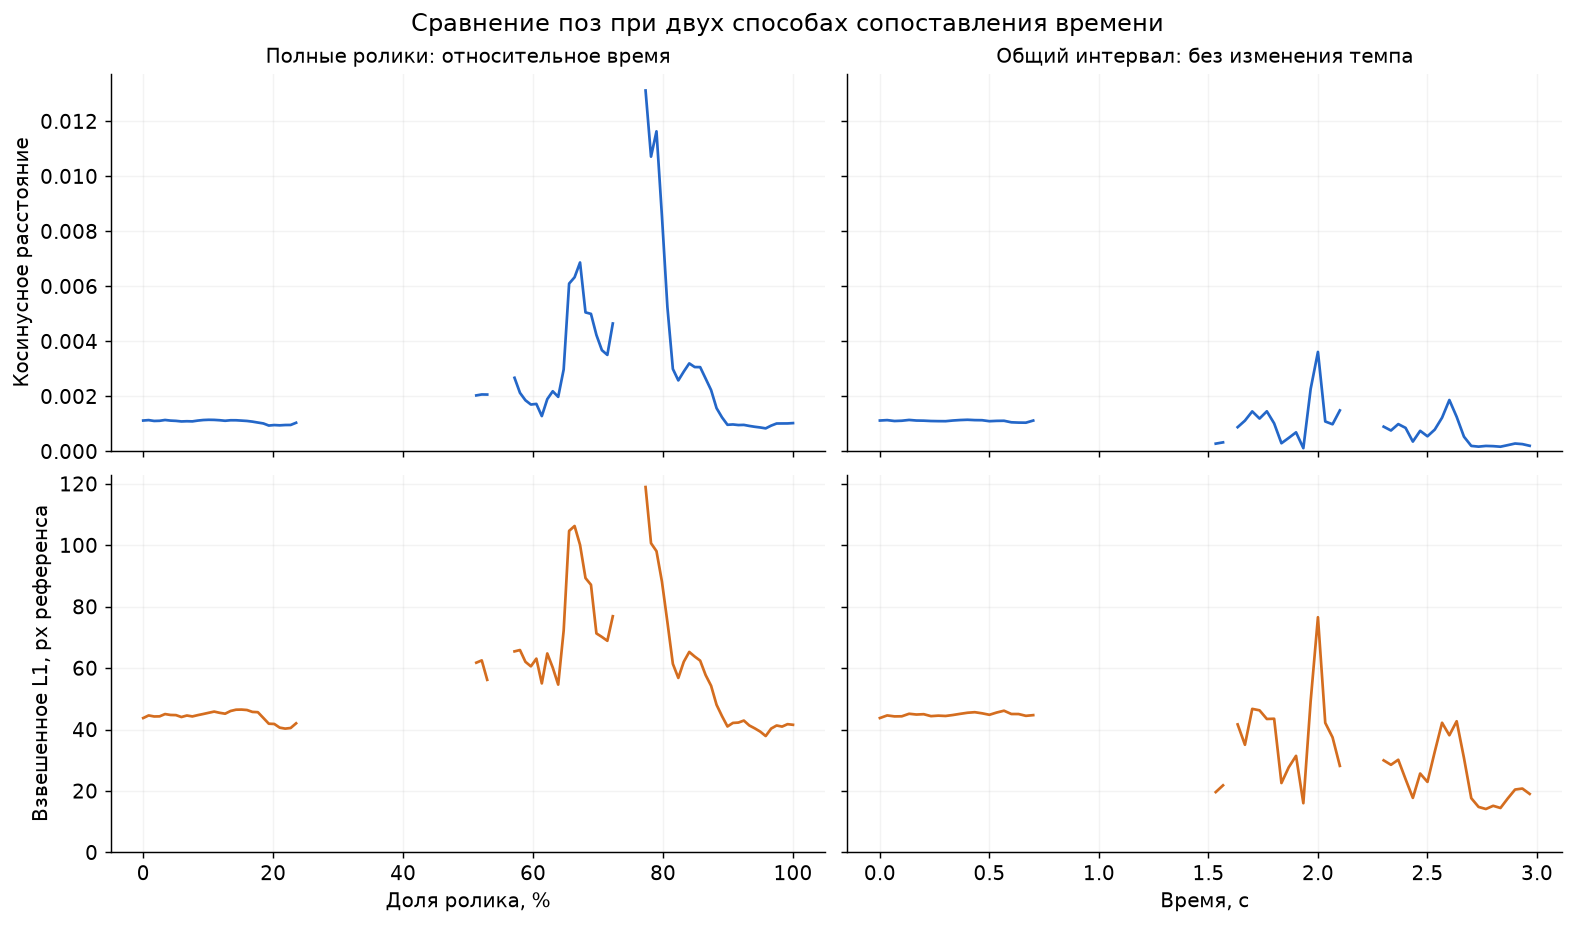 Сравнение поз при двух способах сопоставления времени
Полные ролики: относительное время
Общий интервал: без изменения темпа
Косинусное расстояние
0.012
0.010
0.008
0.006
0.004
0.002
0.000
Взвешенное L1, px референса
120
100
80
60
40
20
0
0 20 40 60 80 100
Доля ролика, %
0.0 0.5 1.0 1.5 2.0 2.5 3.0
Время, с